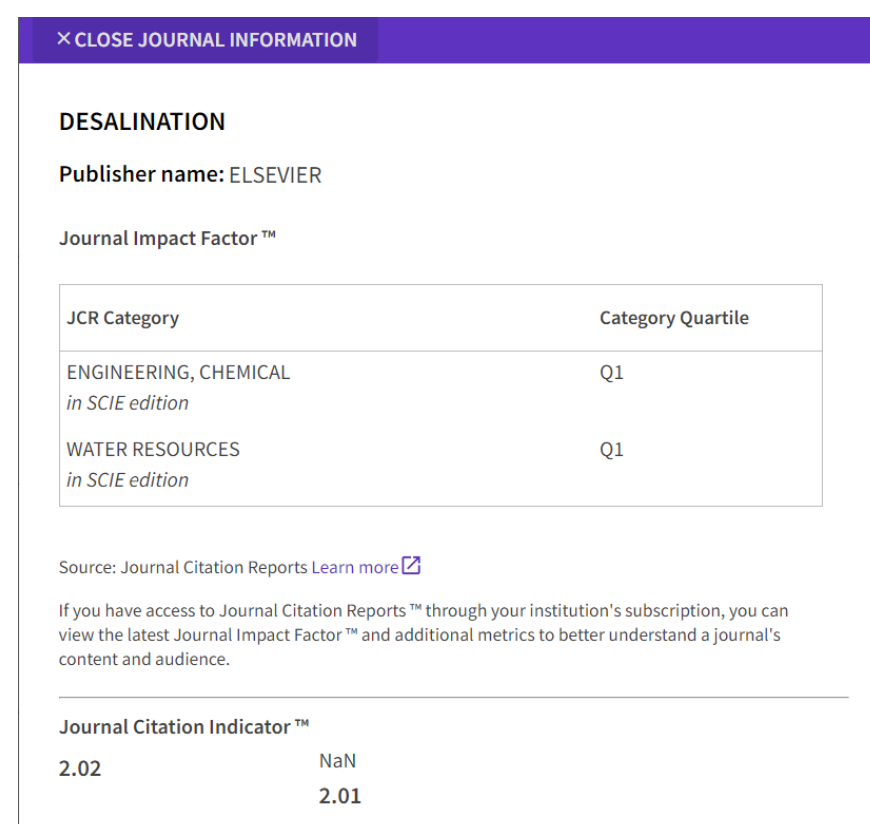 ×CLOSE JOURNAL INFORMATION
DESALINATION
Publisher name: ELSEVIER
Journal Impact Factor ™
JCR Category Category Quartile
ENGINEERING, CHEMICAL Q1
in SCIE edition
WATER RESOURCES Q1
in SCIE edition
Source: Journal Citation Reports Learn more
If you have access to Journal Citation Reports ™ through your institution's subscription, you can
view the latest Journal Impact Factor ™ and additional metrics to better understand a journal's
content and audience.
Journal Citation Indicator ™
2.02 NaN
2.01